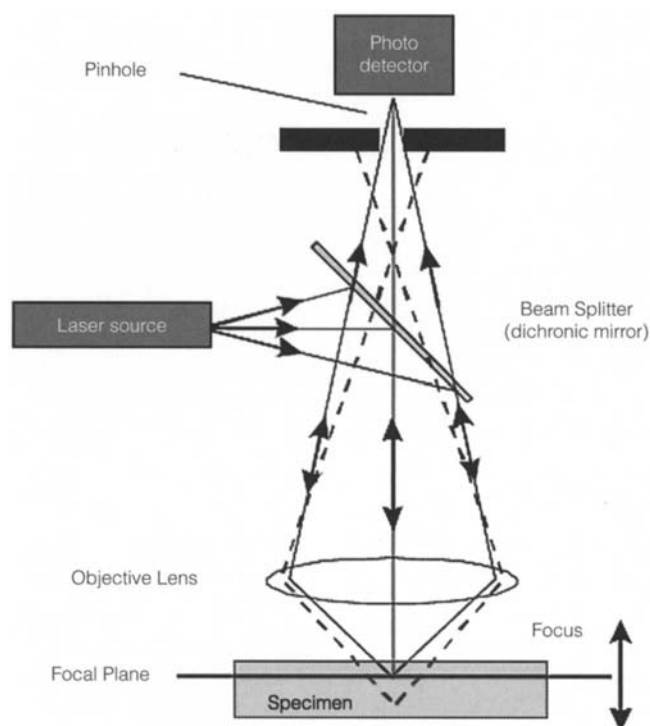 Photo
detector
Pinhole
Laser source
Beam Splitter
(dichronic mirror)
Objective Lens
Focus
Focal Plane
Specimen